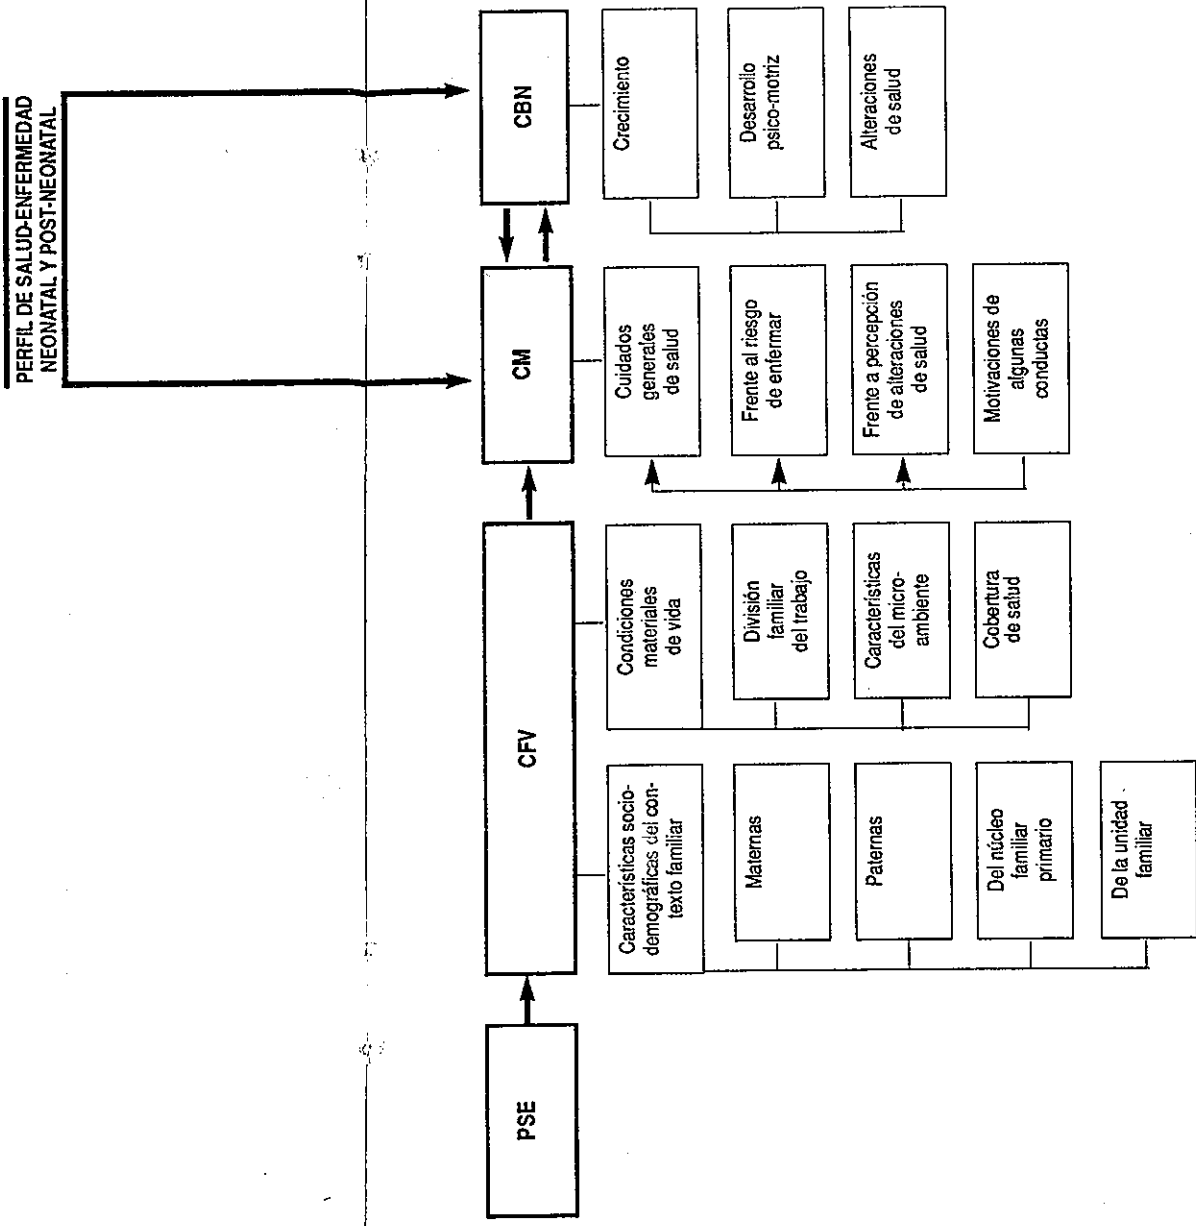 PERFIL DE SALUD-ENFERMEDAD
NEONATAL Y POST-NEONATAL
PSE
CFV
CM
CBN
Características socio-
demográficas del con-
texto familiar
Maternas
Paternas
Del núcleo
familiar
primario
De la unidad
familiar
Condiciones
materiales
de vida
División
familiar
del trabajo
Características
del micro-
ambiente
Cobertura
de salud
Cuidados
generales
de salud
Frente al riesgo
de enfermar
Frente a percepción
de alteraciones
de salud
Motivaciones de
algunas
conductas
Crecimiento
Desarrollo
psico-motriz
Alteraciones
de salud